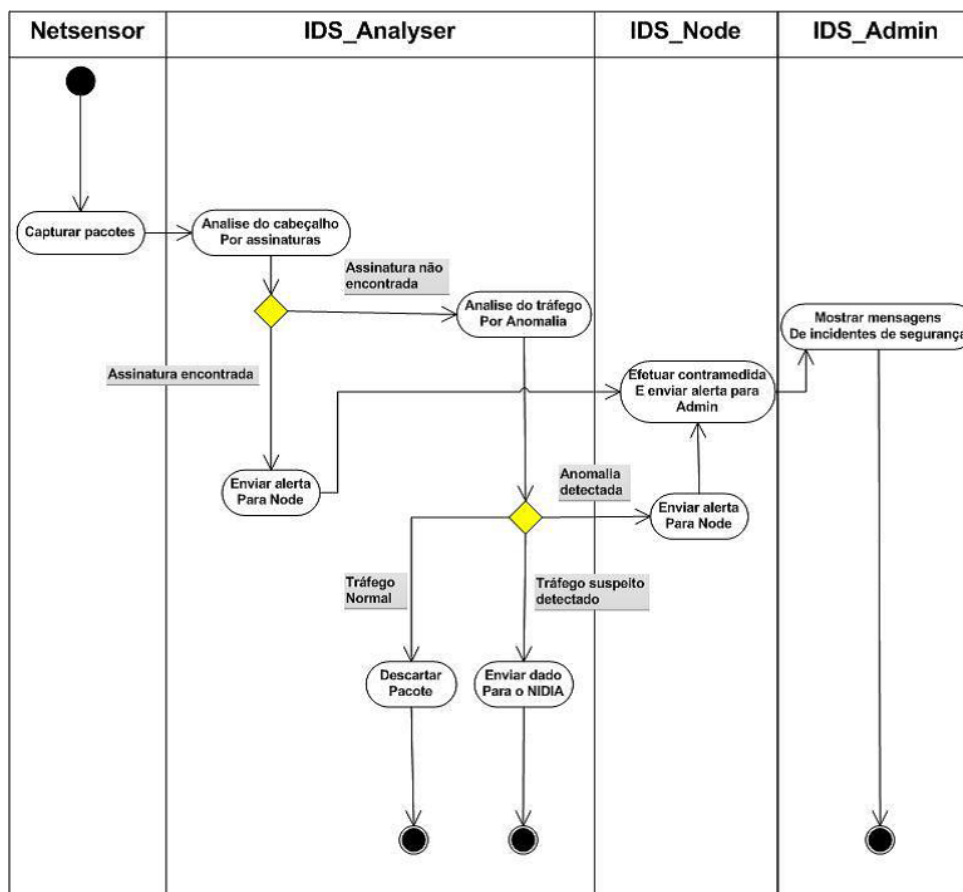 Netsensor
IDS_Analyser
IDS_Node
IDS_Admin
Capturar pacotes
Analise do cabeçalho
Por assinaturas
Assinatura não
encontrada
Analise do tráfego
Por Anomalia
Mostrar mensagens
De incidentes de segurança
Assinatura encontrada
Efetuar contramedida
E enviar alerta para
Admin
Enviar alerta
Para Node
Anomalia
detectada
Enviar alerta
Para Node
Tráfego
Normal
Tráfego suspeito
detectado
Descartar
Pacote
Enviar dado
Para o NIDIA